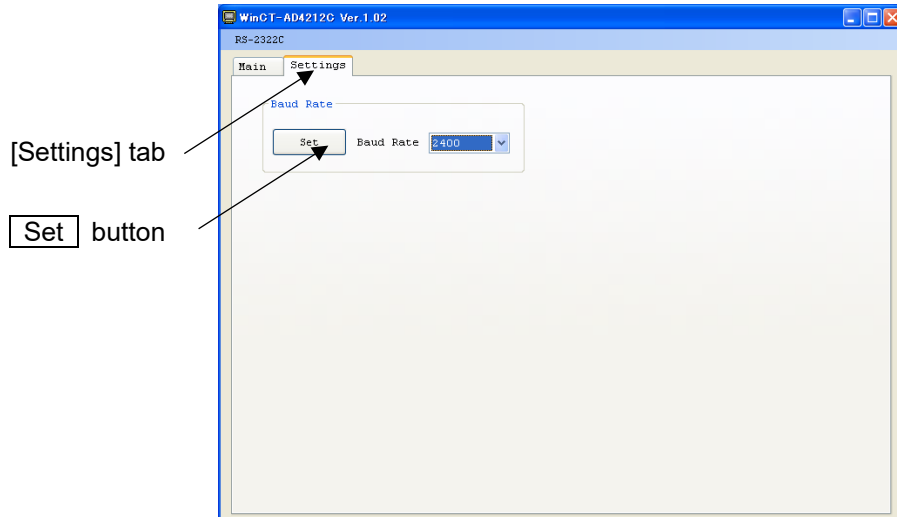 WinCT-AD4212C Ver.1.02
RS-2322C
Main Settings
Baud Rate
[Settings] tab
Set Baud Rate 2400
Set button